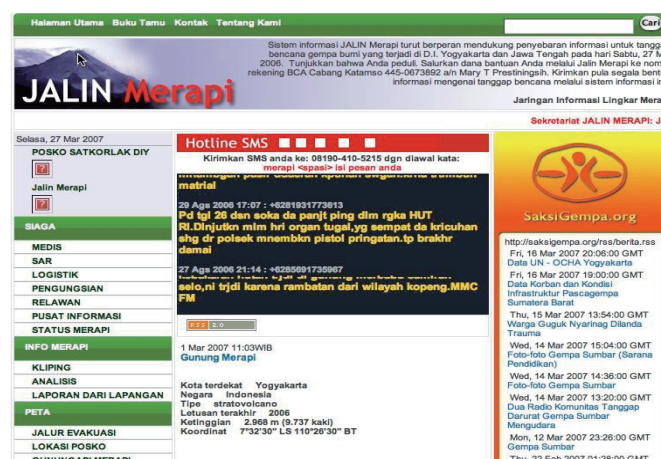 Halaman Utama Buku Tamu Kontak Tentang Kami
Cari
Sistem informasi JALIN Merapi turut berperan mendukung penyebaran informasi untuk
bencana gempa bumi yang terjadi di D.I. Yogyakarta dan Jawa Tengah pada hari Sabtu, 27
2006. Tunjukkan bahwa Anda peduli. Salurkan dana bantuan Anda melalui Jalin Merapi ke
rekening BCA Cabang Katamso 445-0673892 a/n Mary T Prestiningsih. Kirimkan pula segala
informasi mengenai tanggap bencana melalui sistem informasi
JALIN Merapi
Jaringan Informasi Lingkar
Sekretariat JALIN MERAPI:
Selasa, 27 Mar 2007
POSKO SATKORLAK DIY
Jalin Merapi
SIAGA
MEDIS
SAR
LOGISTIK
PENGUNGSIAN
RELAWAN
PUSAT INFORMASI
STATUS MERAPI
INFO MERAPI
KLIPING
ANALISIS
LAPORAN DARI LAPANGAN
PETA
JALUR EVAKUASI
LOKASI POSKO
Hotline SMS
Kirimkan SMS anda ke: 08190-410-5215 dgn diawal kata:
merapi <spasi> isi pesan anda
matrial
29 Ags 2006 17:07 : +6281931773613
Pd tgl 26 dsn soka da panjt ping dlm rgka HUT
RI.DInjutkn mlm hri organ tugal,yg sempat da kricuhan
shg dr polsek mnembkn pistol pringatan.tp brakhr
damai
27 Ags 2006 21:14 : +6285691735967
selo,ni trjdi karena rambatan dari wilayah kopeng.MMC
FM
RSS 2.0
1 Mar 2007 11:03WIB
Gunung Merapi
Kota terdekat Yogyakarta
Negara Indonesia
Tipe stratovolcano
Letusan terakhir 2006
Ketinggian 2.968 m (9.737 kaki)
Koordinat 7°32'30" LS 110°26'30" BT
SaksiGempa.org
http://saksigempa.org/rss/berita.rss
Fri, 16 Mar 2007 20:06:00 GMT
Data UN - OCHA Yogyakarta
Fri, 16 Mar 2007 19:00:00 GMT
Data Korban dan Kondisi
Infrastruktur Pascagempa
Sumatera Barat
Thu, 15 Mar 2007 13:54:00 GMT
Warga Guguk Nyarinag Dilanda
Trauma
Wed, 14 Mar 2007 15:04:00 GMT
Foto-foto Gempa Sumbar (Sarana
Pendidikan)
Wed, 14 Mar 2007 14:36:00 GMT
Foto-foto Gempa Sumbar
Wed, 14 Mar 2007 13:20:00 GMT
Dua Radio Komunitas Tanggap
Darurat Gempa Sumbar
Mengudara
Mon, 12 Mar 2007 23:26:00 GMT
Gempa Sumbar